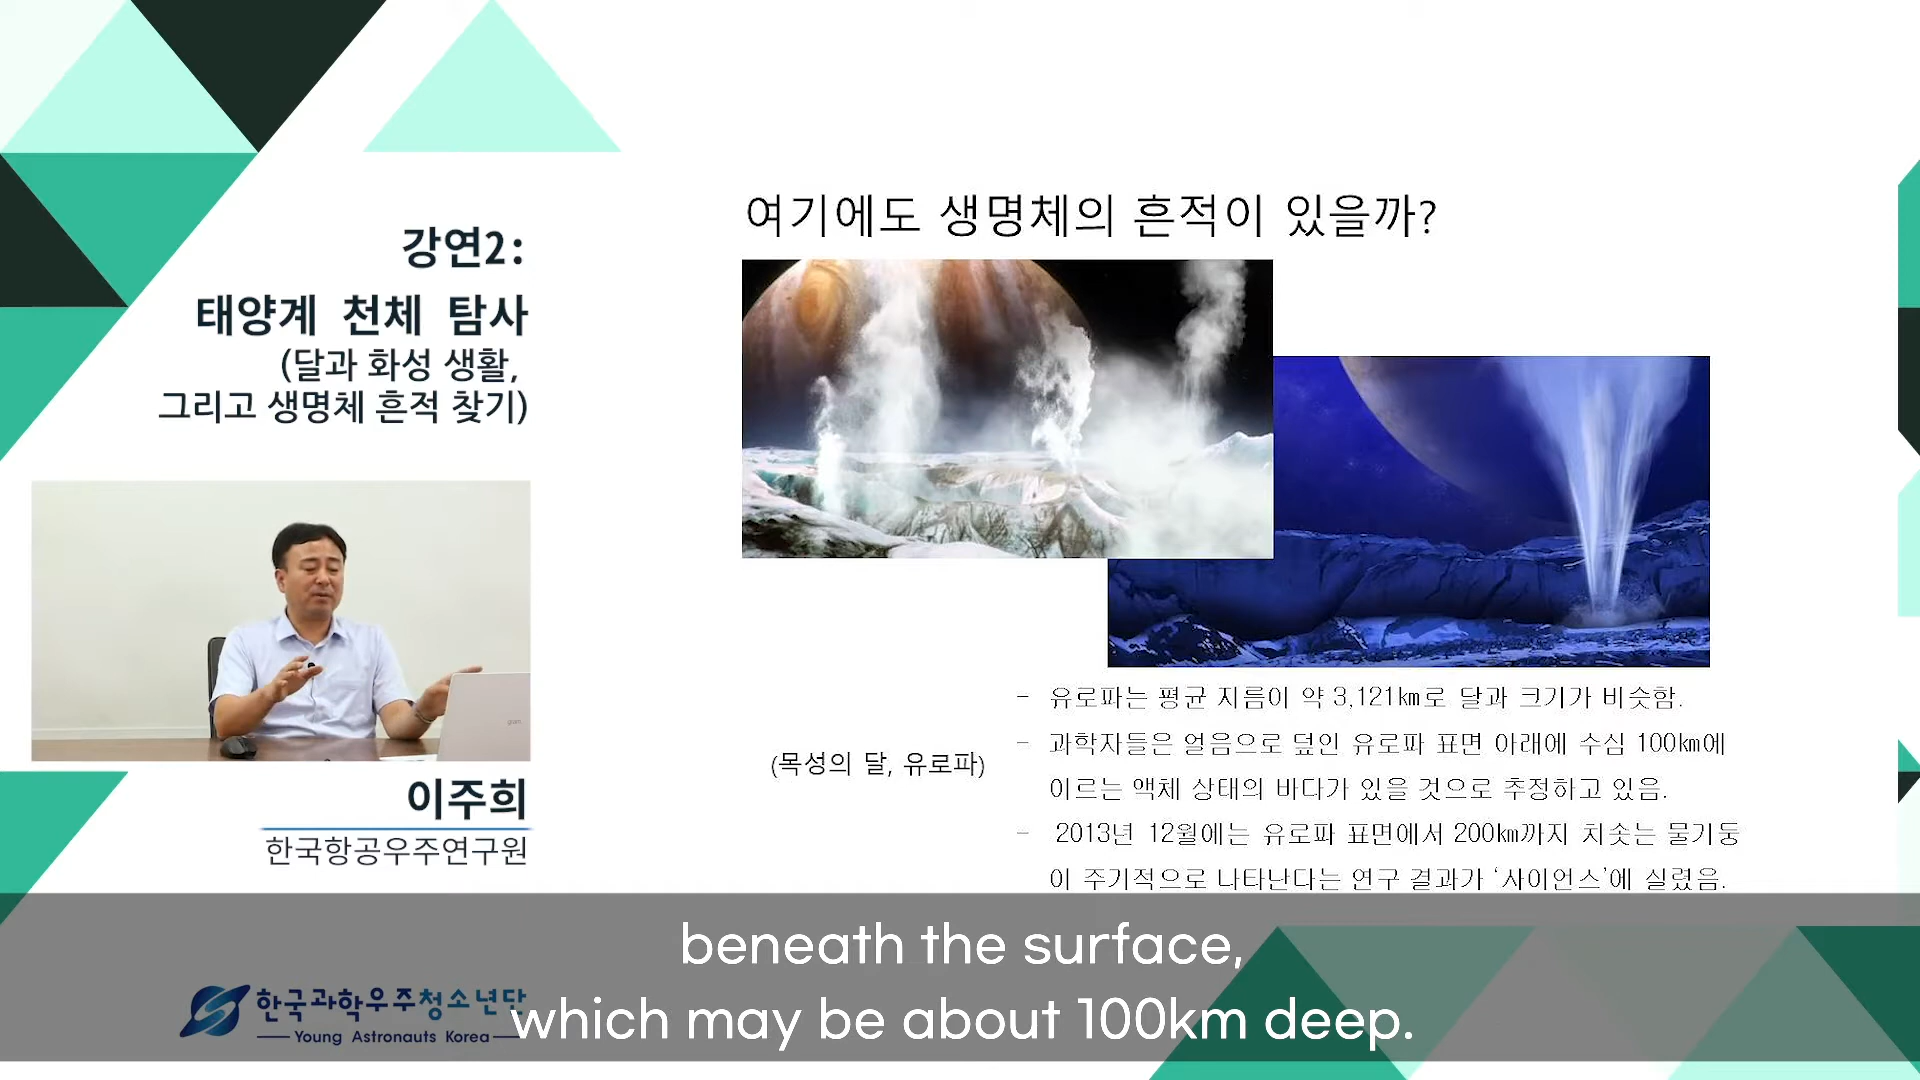 강연2:
태양계 천체 탐사
(달과 화성 생활,
그리고 생명체 흔적 찾기)
gram
이주희
한국항공우주연구원
여기에도 생명체의 흔적이 있을까?
(목성의 달, 유로파)
- 유로파는 평균 지름이 약 3,121㎞로 달과 크기가 비슷함.
- 과학자들은 얼음으로 덮인 유로파 표면 아래에 수심 100㎞에
이르는 액체 상태의 바다가 있을 것으로 추정하고 있음.
- 2013년 12월에는 유로파 표면에서 200㎞까지 치솟는 물기둥
이 주기적으로 나타난다는 연구 결과가 ‘사이언스’에 실렸음.
beneath the surface,
which may be about 100km deep.
한국과학우주청소년단
Young Astronauts Korea